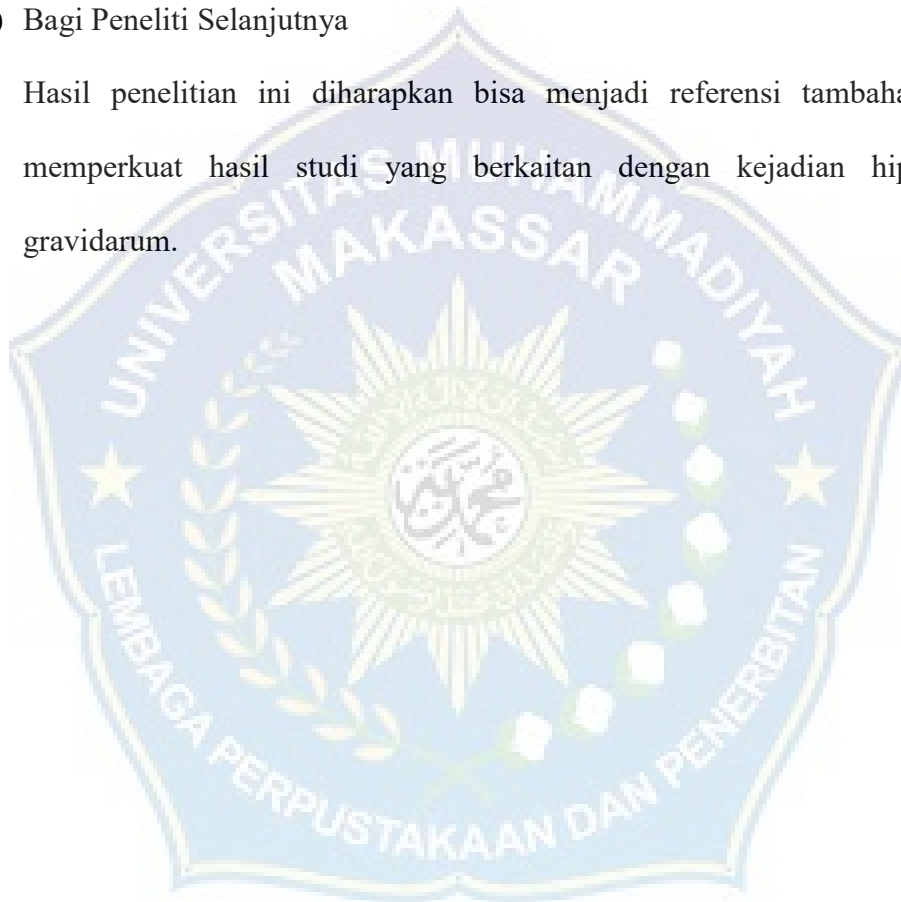 ) Bagi Peneliti Selanjutnya
Hasil penelitian ini diharapkan bisa menjadi referensi
memperkuat hasil studi yang berkaitan dengan kejadian
gravidarum.
UNIVERSITAS MUHAMMADIYAH
MAKASSAR
LEMBAGA PERPUSTAKAAN DAN PENERBITAN